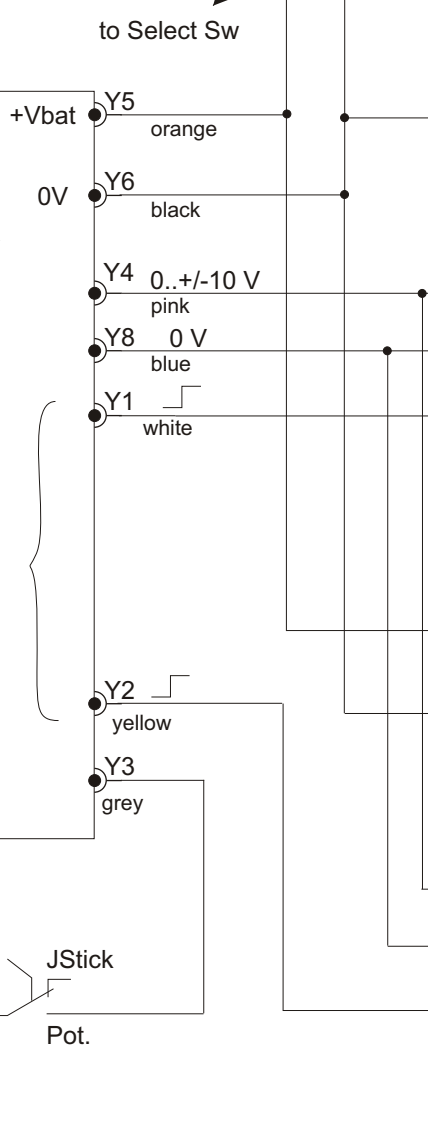 to Select Sw
+Vbat
Y5
orange
0V
Y6
black
Y4 0..+/-10 V
pink
Y8 0 V
blue
Y1
white
Y2
yellow
Y3
grey
JStick
Pot.